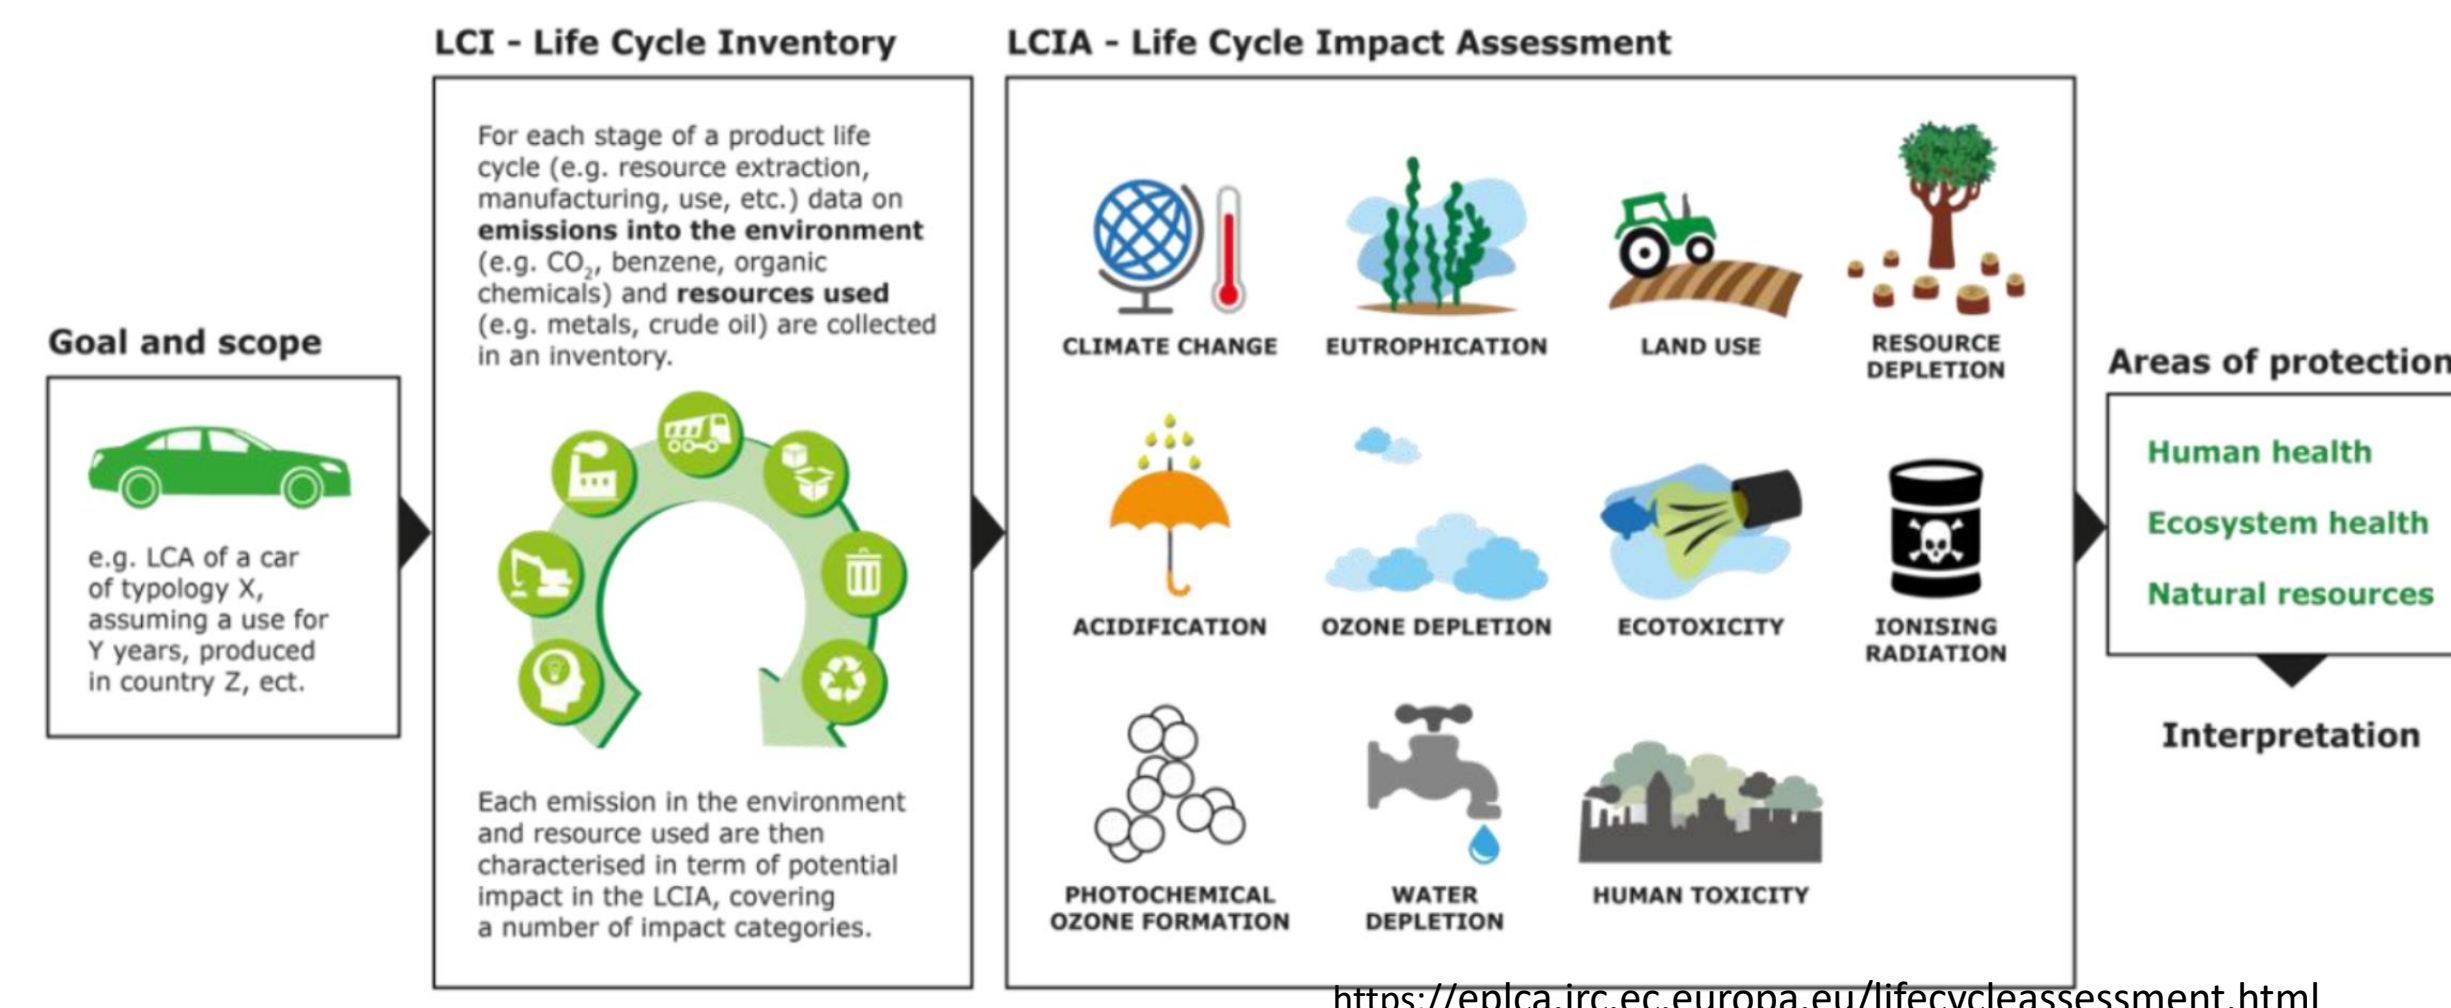 Goal and scope
e.g. LCA of a car
of typology X,
assuming a use for
Y years, produced
in country Z, ect.
LCI - Life Cycle Inventory
For each stage of a product life
cycle (e.g. resource extraction,
manufacturing, use, etc.) data on
emissions into the environment
(e.g. CO₂, benzene, organic
chemicals) and resources used
(e.g. metals, crude oil) are collected
in an inventory.
Each emission in the environment
and resource used are then
characterised in term of potential
impact in the LCIA, covering
a number of impact categories.
LCIA - Life Cycle Impact Assessment
CLIMATE CHANGE
EUTROPHICATION
LAND USE
RESOURCE
DEPLETION
ACIDIFICATION
OZONE DEPLETION
ECOTOXICITY
IONISING
RADIATION
PHOTOCHEMICAL
OZONE FORMATION
WATER
DEPLETION
HUMAN TOXICITY
Areas of protection
Human health
Ecosystem health
Natural resources
Interpretation
https://eplca.jrc.ec.europa.eu/lifecycleassessment.html